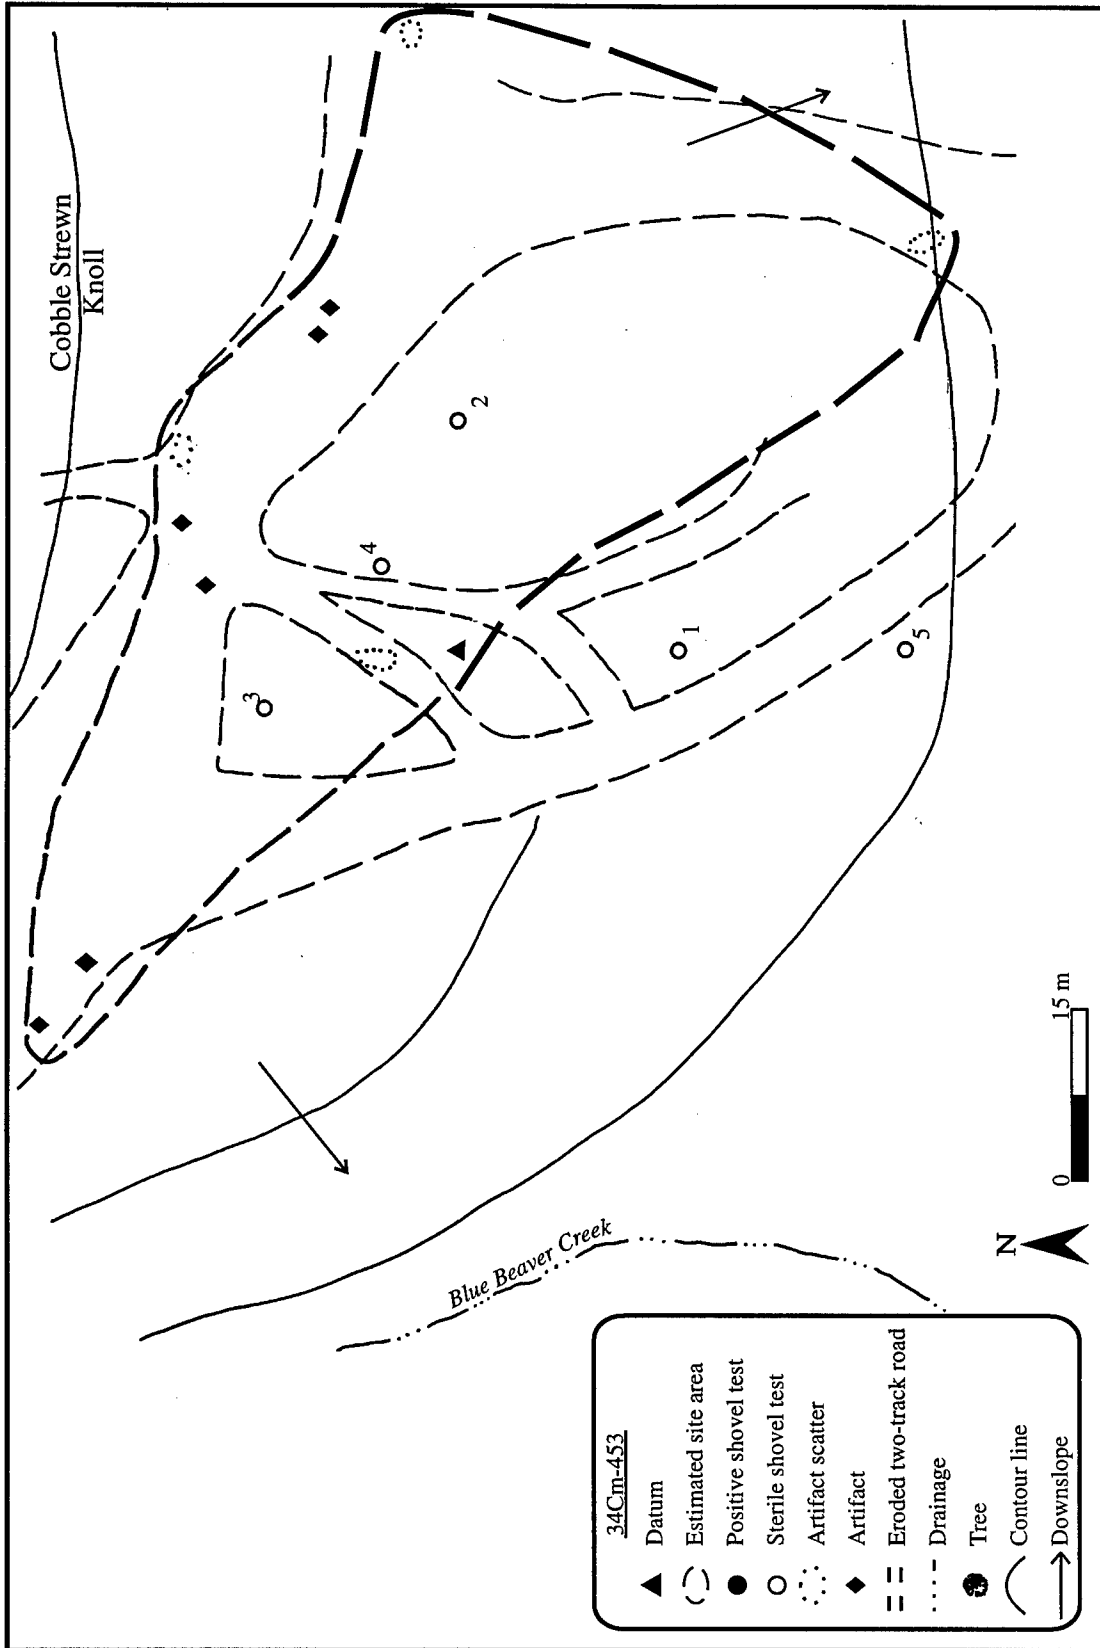 Cobble Strewn
Knoll
3
4
2
1
5
Blue Beaver Creek
N
0 15 m
34Cm-453
Datum
Estimated site area
Positive shovel test
Sterile shovel test
Artifact scatter
Artifact
Eroded two-track road
Drainage
Tree
Contour line
Downslope